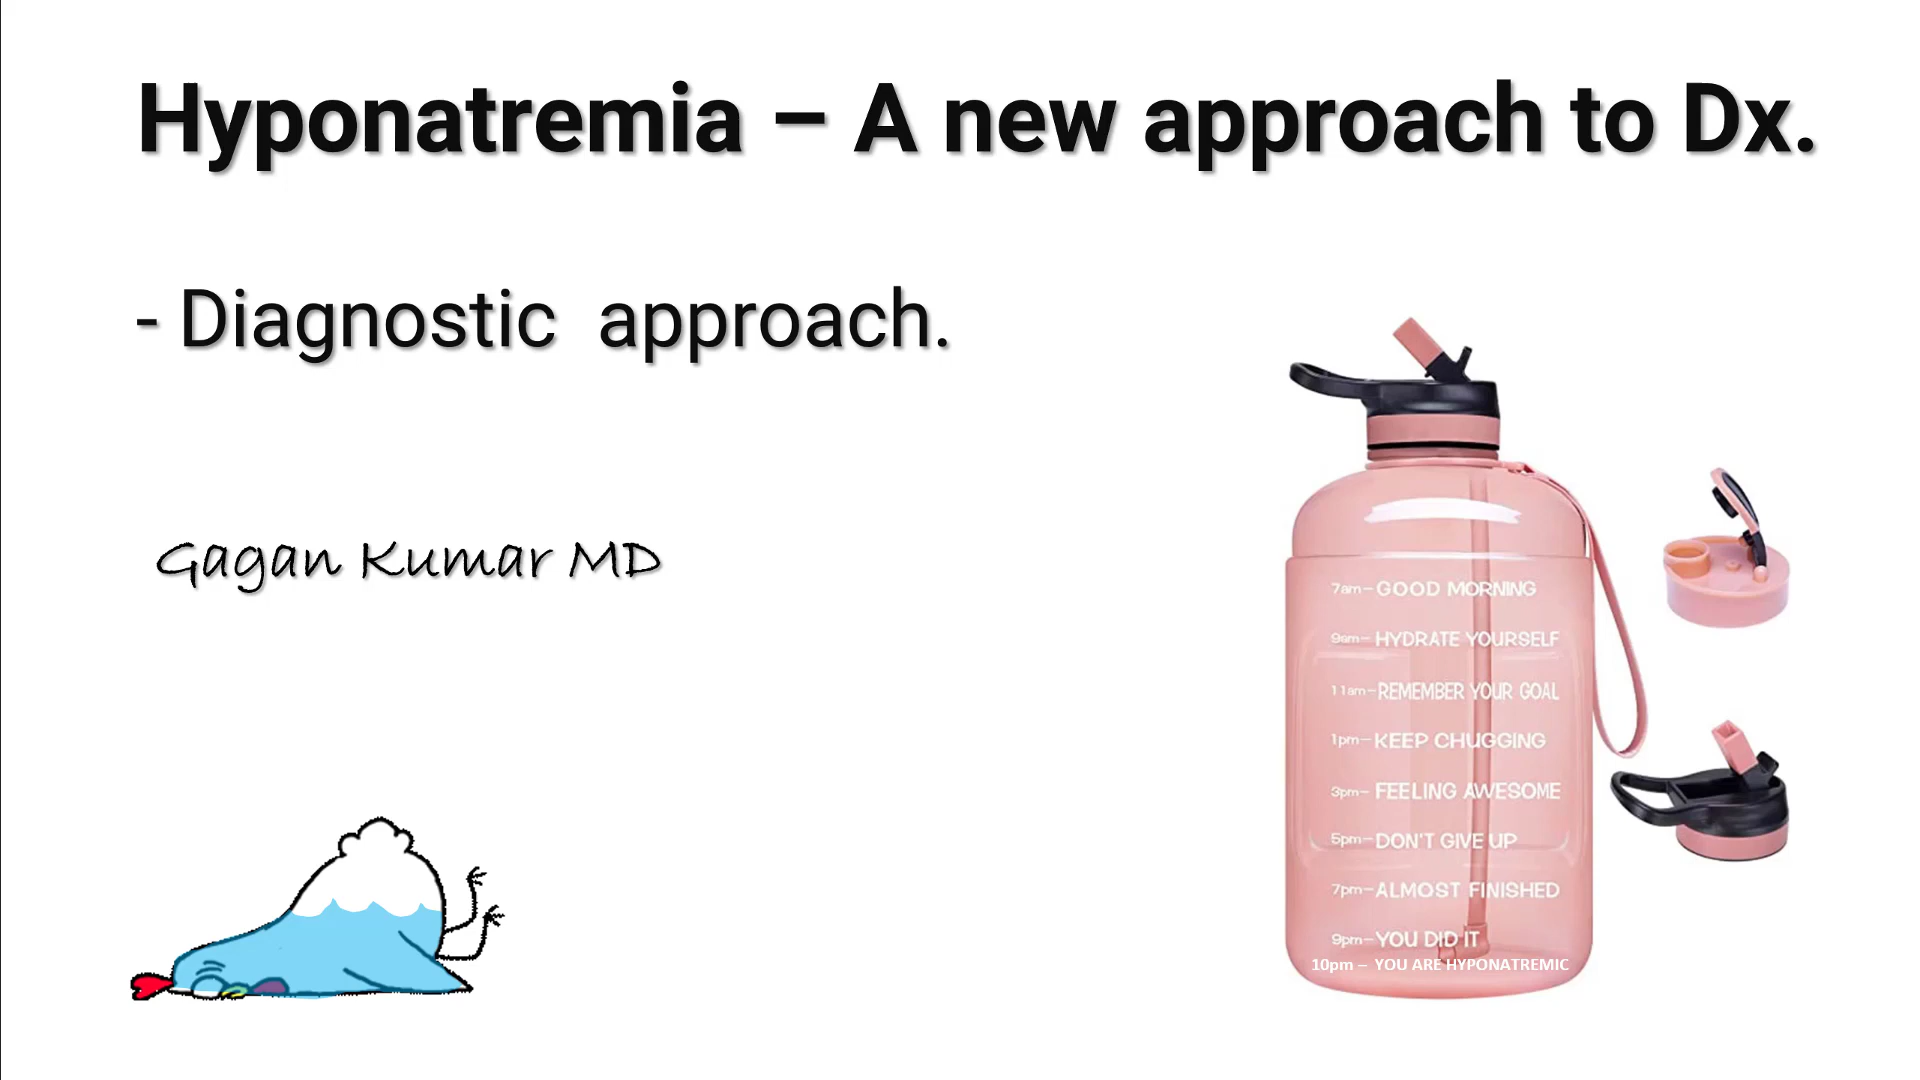 Hyponatremia – A new approach to Dx.
- Diagnostic approach.
Gagan Kumar MD
7am–GOOD MORNING
9am–HYDRATE YOURSELF
11am–REMEMBER YOUR GOAL
1pm–KEEP CHUGGING
3pm–FEELING AWESOME
5pm–DON'T GIVE UP
7pm–ALMOST FINISHED
9pm–YOU DID IT
10pm – YOU ARE HYPONATREMIC